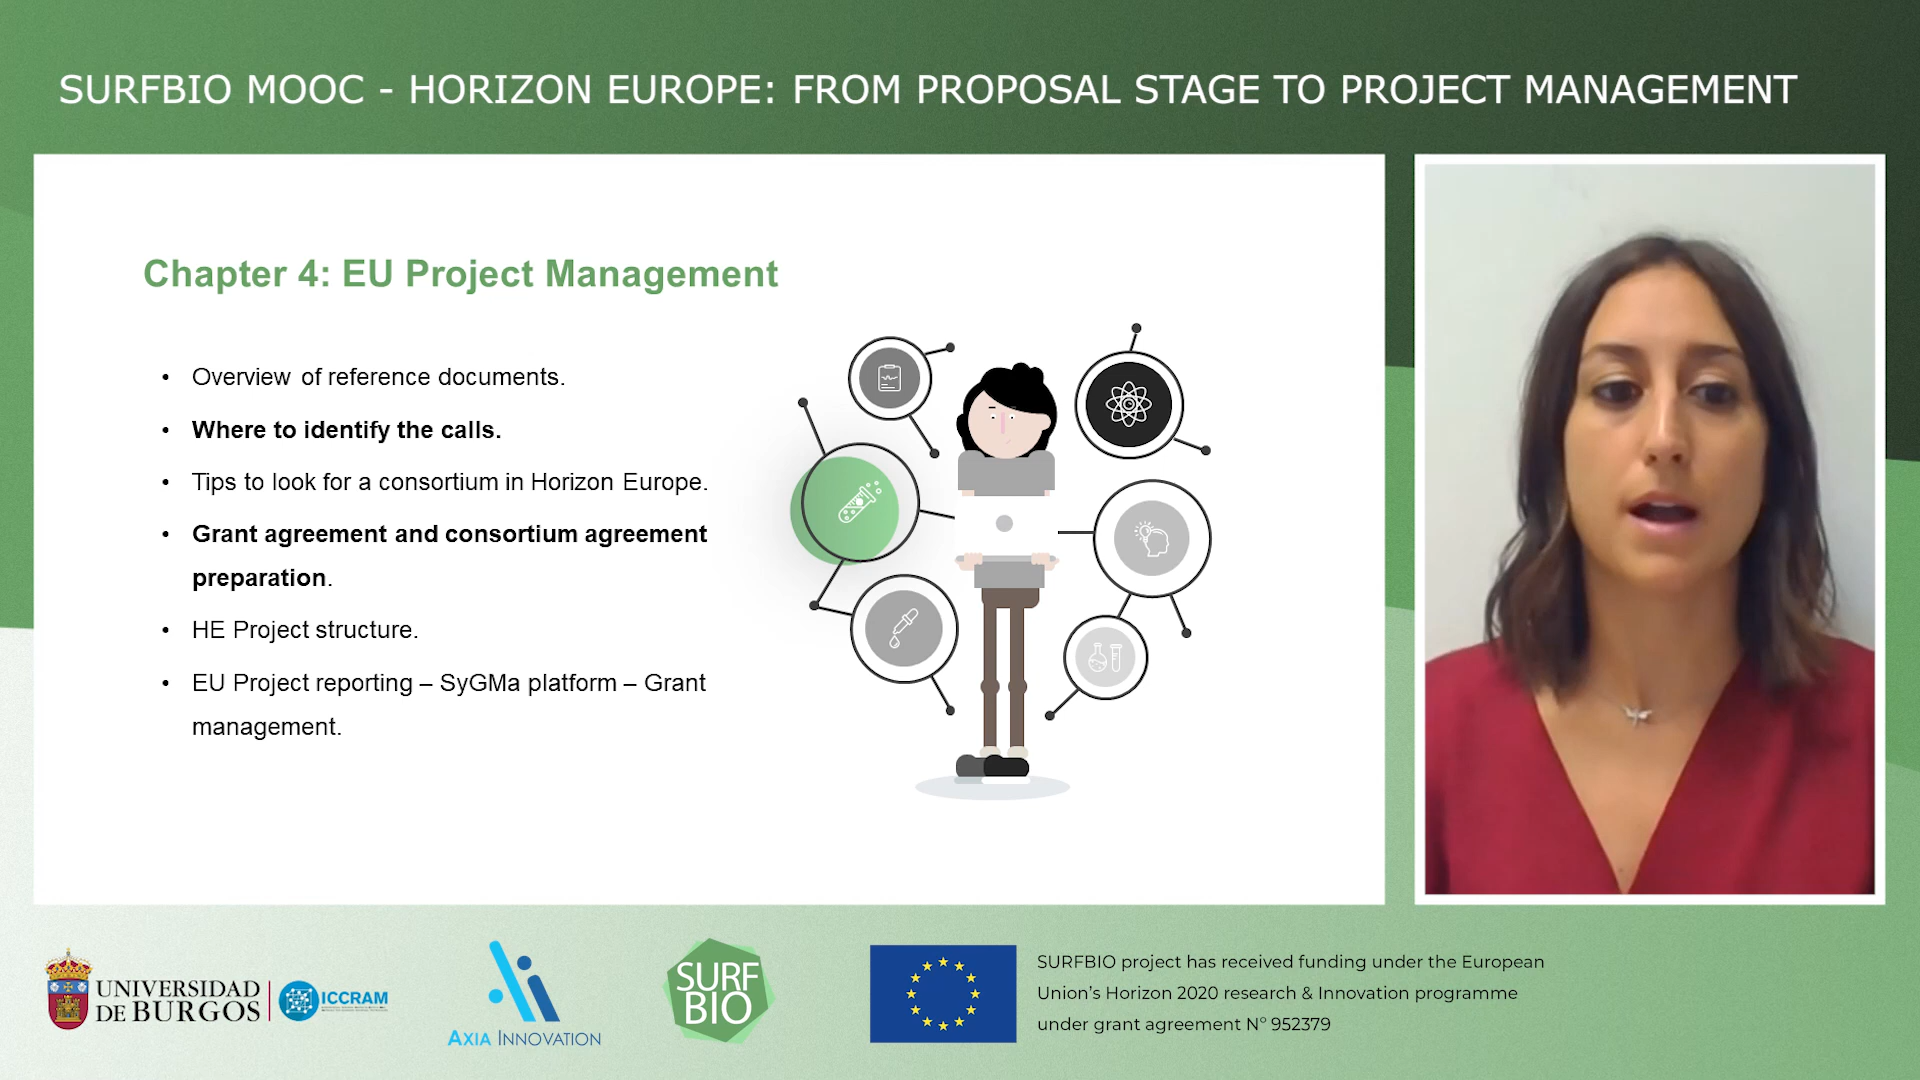 SURFBIO MOOC - HORIZON EUROPE: FROM PROPOSAL STAGE TO PROJECT MANAGEMENT
Chapter 4: EU Project Management
• Overview of reference documents.
• Where to identify the calls.
• Tips to look for a consortium in Horizon Europe.
• Grant agreement and consortium agreement
preparation.
• HE Project structure.
• EU Project reporting – SyGMa platform – Grant
management.
UNIVERSIDAD
DE BURGOS
ICCRAM
AXIA INNOVATION
SURF
BIO
SURFBIO project has received funding under the European
Union's Horizon 2020 research & Innovation programme
under grant agreement Nº 952379